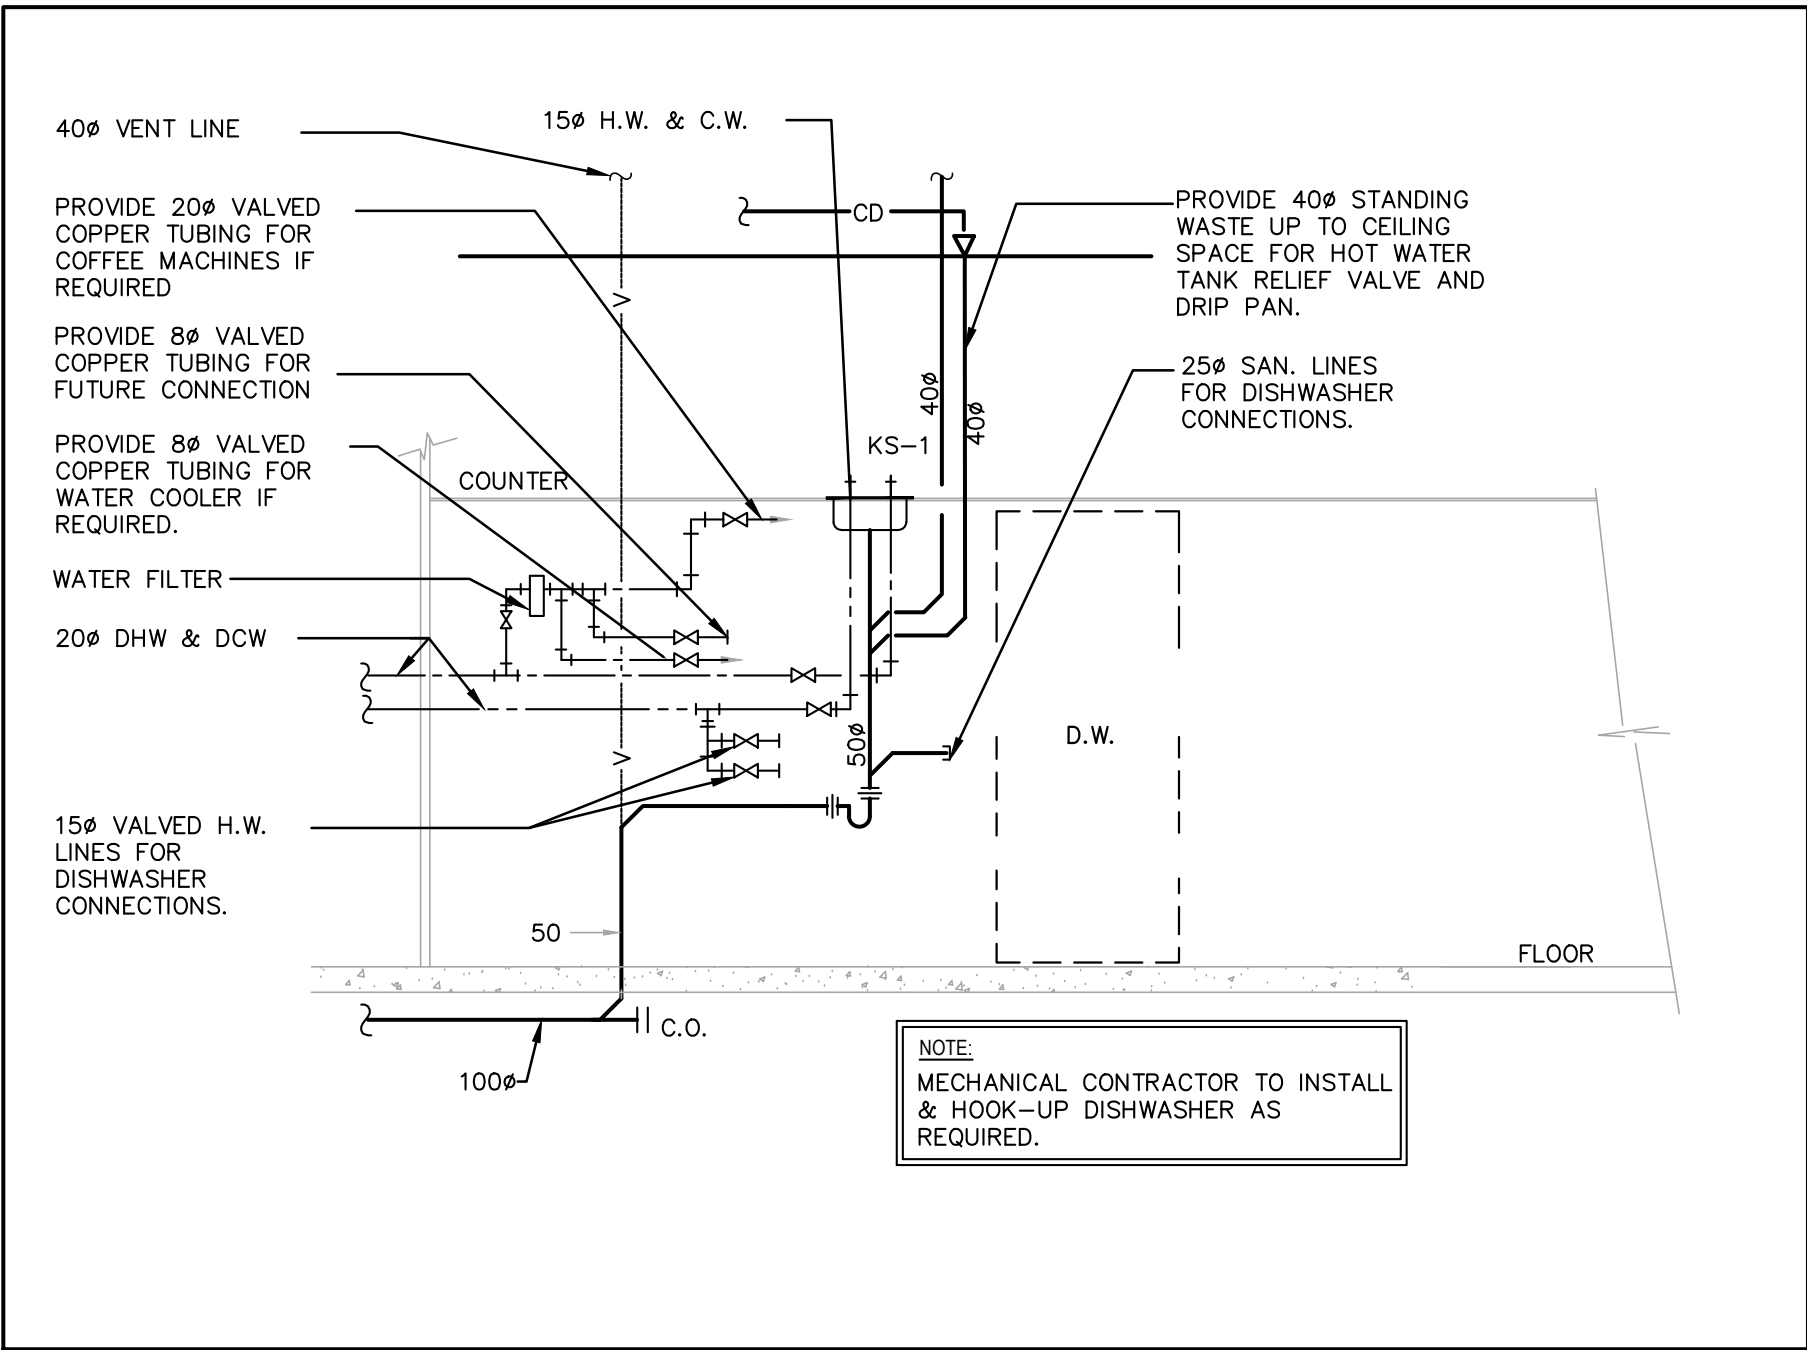 40ø VENT LINE
15ø H.W. & C.W.
PROVIDE 20ø VALVED
COPPER TUBING FOR
COFFEE MACHINES IF
REQUIRED
CD
PROVIDE 40ø STANDING
WASTE UP TO CEILING
SPACE FOR HOT WATER
TANK RELIEF VALVE AND
DRIP PAN.
V
PROVIDE 8ø VALVED
COPPER TUBING FOR
FUTURE CONNECTION
25ø SAN. LINES
FOR DISHWASHER
CONNECTIONS.
40ø
40ø
PROVIDE 8ø VALVED
COPPER TUBING FOR
WATER COOLER IF
REQUIRED.
KS-1
COUNTER
WATER FILTER
20ø DHW & DCW
D.W.
50ø
V
15ø VALVED H.W.
LINES FOR
DISHWASHER
CONNECTIONS.
50
FLOOR
C.O.
100ø
NOTE:
MECHANICAL CONTRACTOR TO INSTALL
& HOOK-UP DISHWASHER AS
REQUIRED.